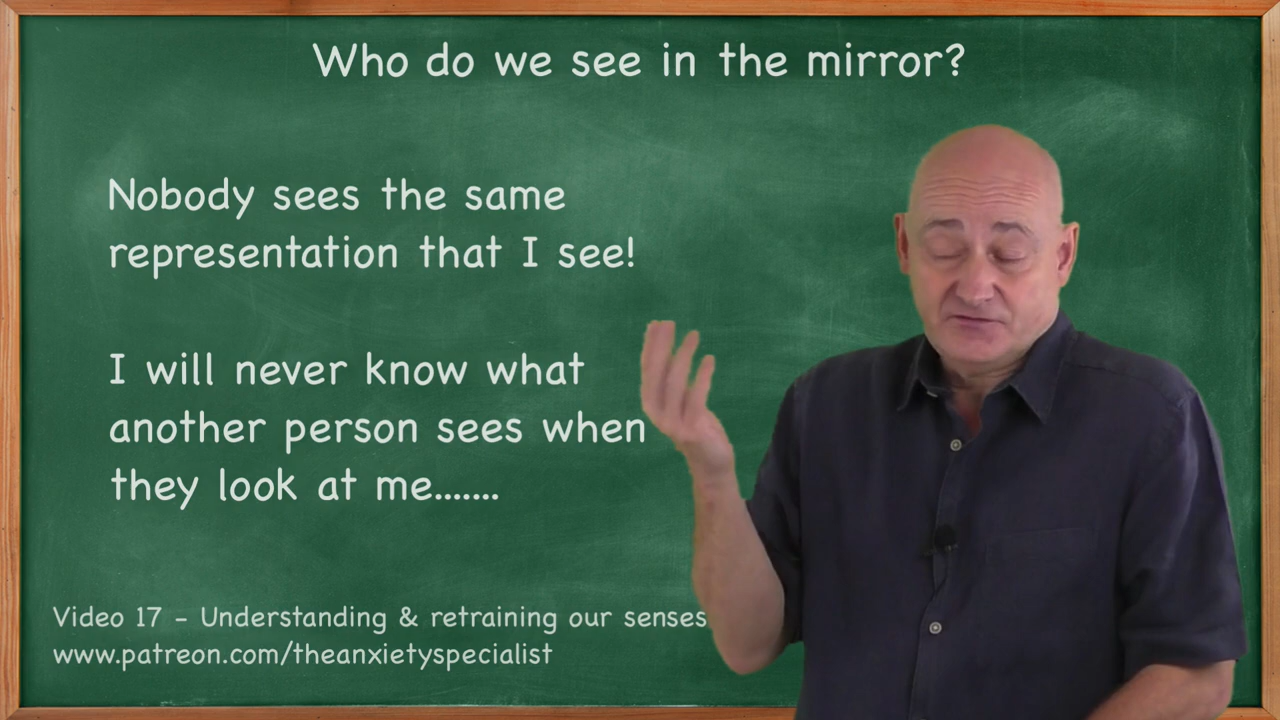 Who do we see in the mirror?
Nobody sees the same
representation that I see!
I will never know what
another person sees when
they look at me.......
Video 17 - Understanding & retraining our senses
www.patreon.com/theanxietyspecialist